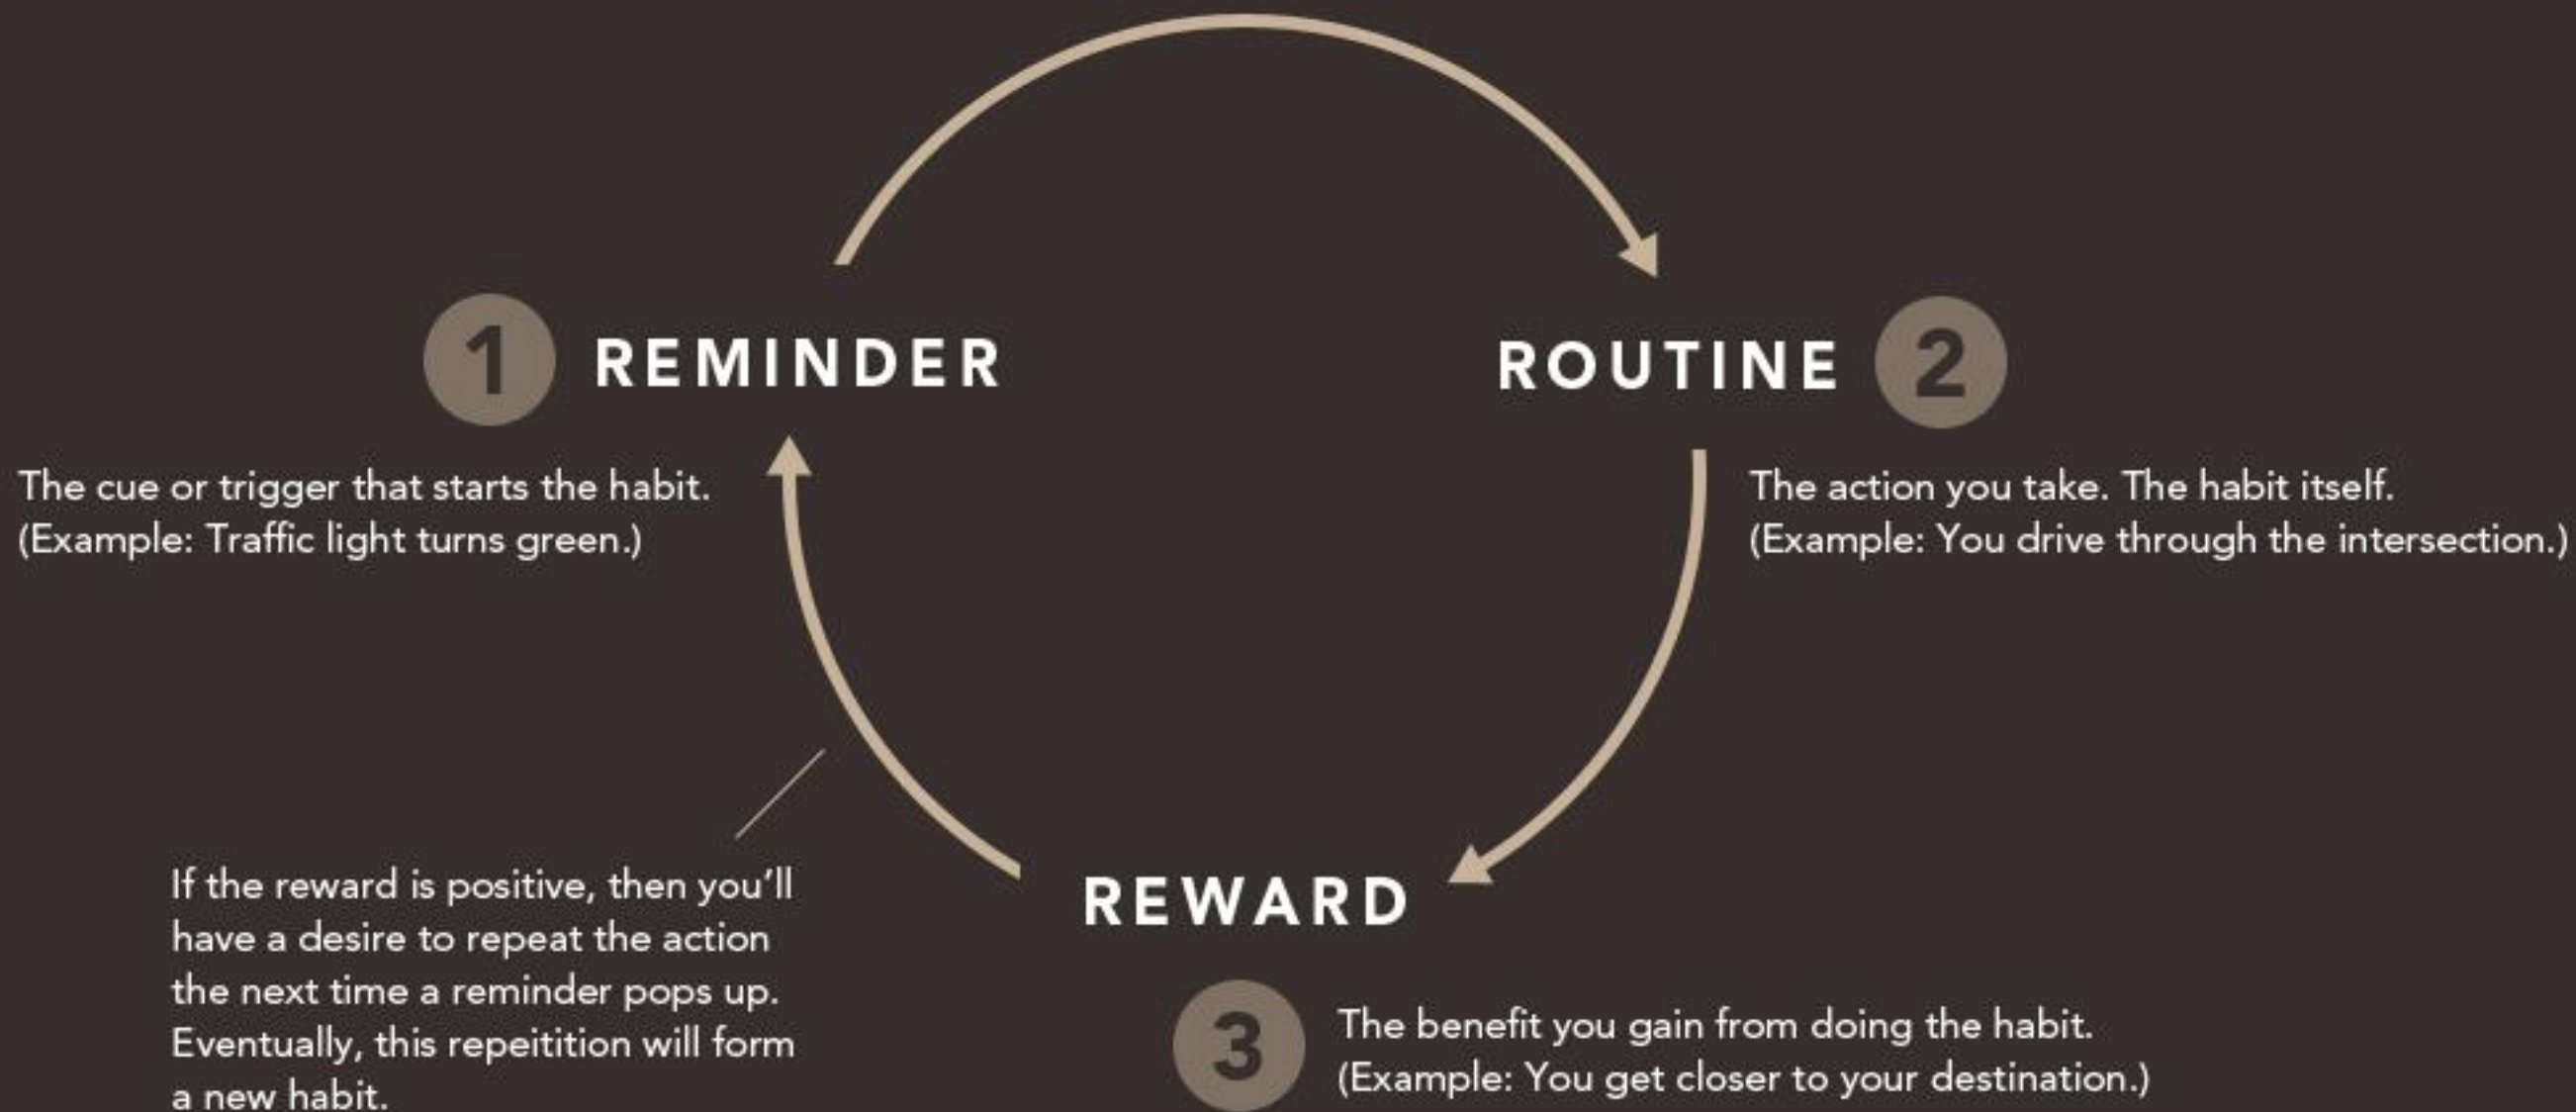 1 REMINDER
The cue or trigger that starts the habit.
(Example: Traffic light turns green.)
ROUTINE 2
The action you take. The habit itself.
(Example: You drive through the intersection.)
REWARD
3
The benefit you gain from doing the habit.
(Example: You get closer to your destination.)
If the reward is positive, then you’ll
have a desire to repeat the action
the next time a reminder pops up.
Eventually, this repeitition will form
a new habit.